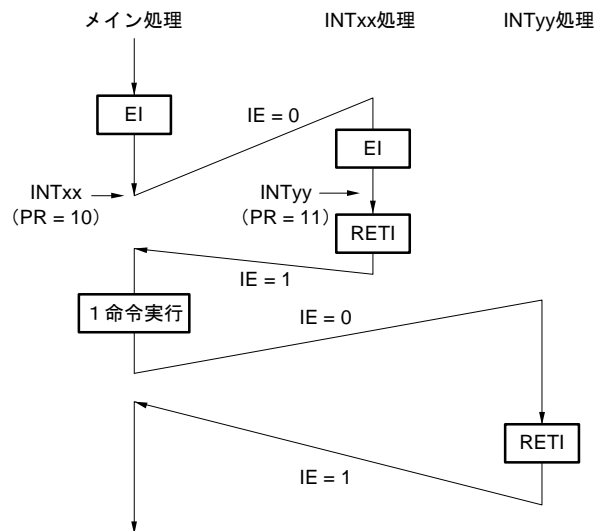 メイン処理 INTxx処理 INTyy処理
EI
IE = 0
EI
INTxx
（PR = 10）
INTyy
（PR = 11）
RETI
IE = 1
１命令実行
IE = 0
RETI
IE = 1